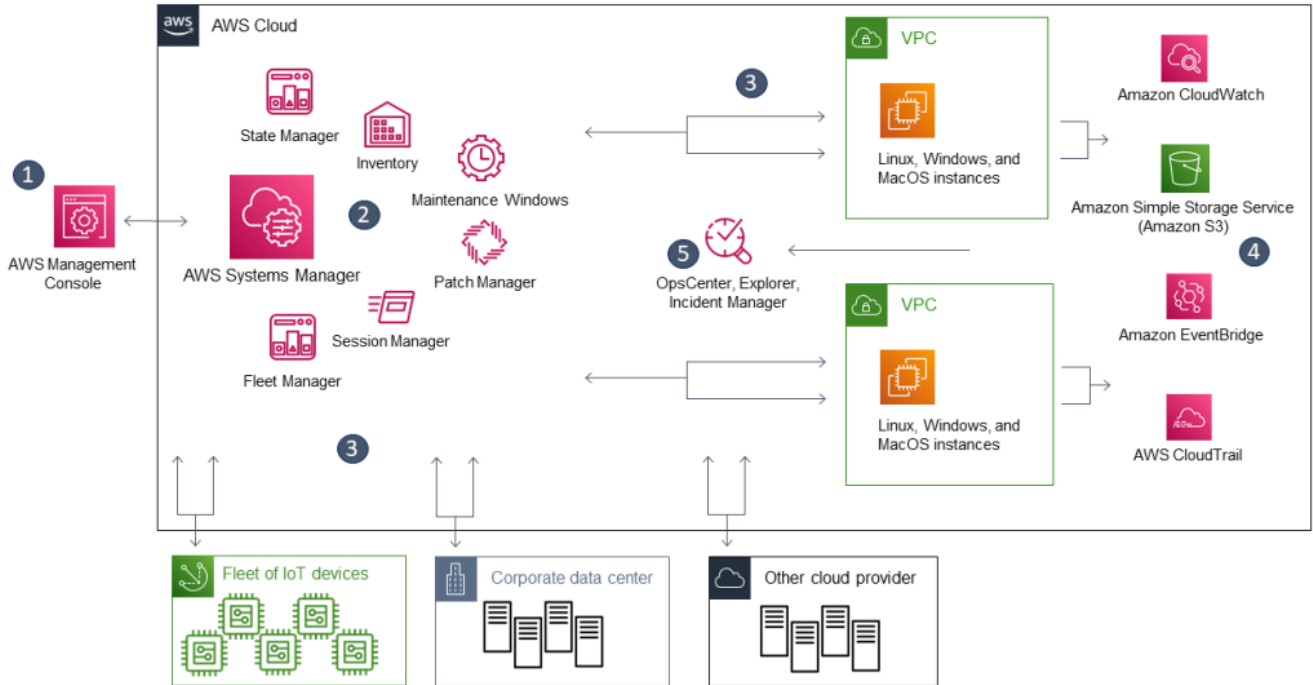 aws
AWS Cloud
State Manager
Inventory
Maintenance Windows
1
AWS Management
Console
2
AWS Systems Manager
Patch Manager
Session Manager
Fleet Manager
3
3
VPC
Linux, Windows, and
MacOS instances
5
OpsCenter, Explorer,
Incident Manager
VPC
Linux, Windows, and
MacOS instances
Amazon CloudWatch
Amazon Simple Storage Service
(Amazon S3)
4
Amazon EventBridge
AWS CloudTrail
Fleet of IoT devices
Corporate data center
Other cloud provider